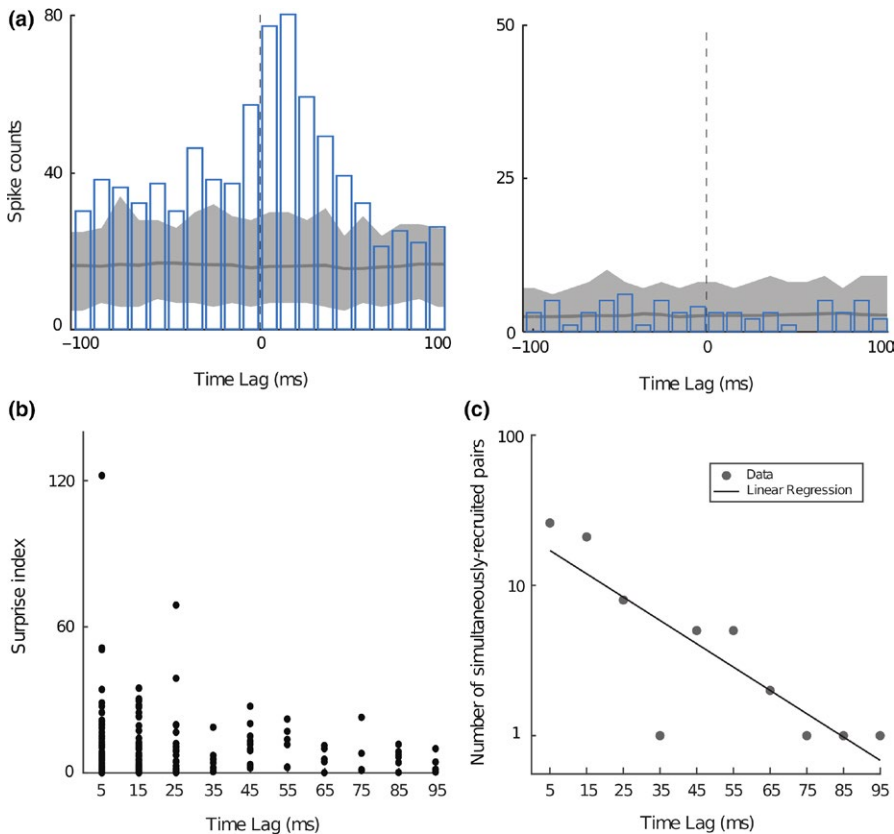 (a)
80
40
0
Spike counts
−100
0
100
Time Lag (ms)
50
25
0
−100
0
100
Time Lag (ms)
(b)
120
60
0
Surprise index
5 15 25 35 45 55 65 75 85 95
Time Lag (ms)
(c)
100
10
1
Number of simultaneously-recruited pairs
Data
Linear Regression
5 15 25 35 45 55 65 75 85 95
Time Lag (ms)